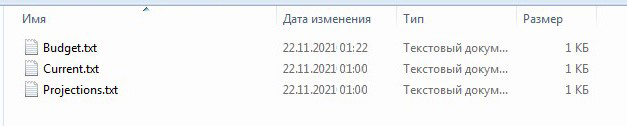 Имя Дата изменения Тип Размер
Budget.txt 22.11.2021 01:22 Текстовый докум... 1 КБ
Current.txt 22.11.2021 01:00 Текстовый докум... 1 КБ
Projections.txt 22.11.2021 01:00 Текстовый докум... 1 КБ